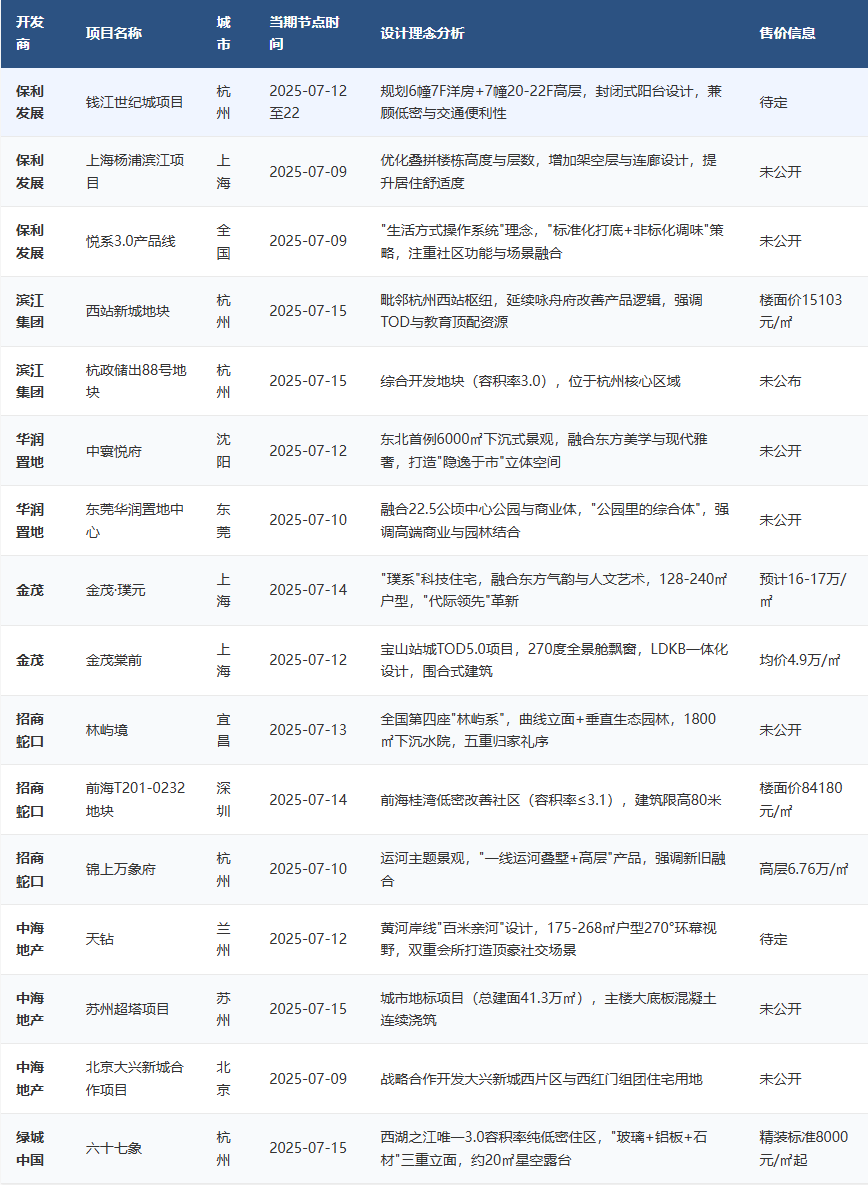 开发商 项目名称 城市 当期节点时间 设计理念分析 售价信息
保利发展 钱江世纪城项目 杭州 2025-07-12至22 规划6幢7F洋房+7幢20-22F高层，封闭式阳台设计，兼顾低密与交通便利性 待定
保利发展 上海杨浦滨江项目 上海 2025-07-09 优化叠拼楼栋高度与层数，增加架空层与连廊设计，提升居住舒适度 未公开
保利发展 悦系3.0产品线 全国 2025-07-09 "生活方式操作系统"理念，"标准化打底+非标化调味"策略，注重社区功能与场景融合 未公开
滨江集团 西站新城地块 杭州 2025-07-15 毗邻杭州西站枢纽，延续咏舟府改善产品逻辑，强调TOD与教育顶配资源 楼面价15103元/㎡
滨江集团 杭政储出88号地块 杭州 2025-07-15 综合开发地块（容积率3.0），位于杭州核心区域 未公布
华润置地 中寰悦府 沈阳 2025-07-12 东北首例6000㎡下沉式景观，融合东方美学与现代雅奢，打造"隐逸于市"立体空间 未公开
华润置地 东莞华润置地中心 东莞 2025-07-10 融合22.5公顷中心公园与商业体，"公园里的综合体"，强调高端商业与园林结合 未公开
金茂 金茂·璞元 上海 2025-07-14 "璞系"科技住宅，融合东方气韵与人文艺术，128-240㎡户型，"代际领先"革新 预计16-17万/㎡
金茂 金茂棠前 上海 2025-07-12 宝山站城TOD5.0项目，270度全景舱飘窗，LDKB一体化设计，围合式建筑 均价4.9万/㎡
招商蛇口 林屿境 宜昌 2025-07-13 全国第四座"林屿系"，曲线立面+垂直生态园林，1800㎡下沉水院，五重归家礼序 未公开
招商蛇口 前海T201-0232地块 深圳 2025-07-14 前海桂湾低密改善社区（容积率≤3.1），建筑限高80米 楼面价84180元/㎡
招商蛇口 锦上万象府 杭州 2025-07-10 运河主题景观，"一线运河叠墅+高层"产品，强调新旧融合 高层6.76万/㎡
中海地产 天钻 兰州 2025-07-12 黄河岸线"百米亲河"设计，175-268㎡户型270°环幕视野，双重会所打造顶豪社交场景 待定
中海地产 苏州超塔项目 苏州 2025-07-15 城市地标项目（总建面41.3万㎡），主楼大底板混凝土连续浇筑 未公开
中海地产 北京大兴新城合作项目 北京 2025-07-09 战略合作开发大兴新城西片区与西红门组团住宅用地 未公开
绿城中国 六十七象 杭州 2025-07-15 西湖之江唯一3.0容积率纯低密住区，"玻璃+铝板+石材"三重立面，约20㎡星空露台 精装标准8000元/㎡起